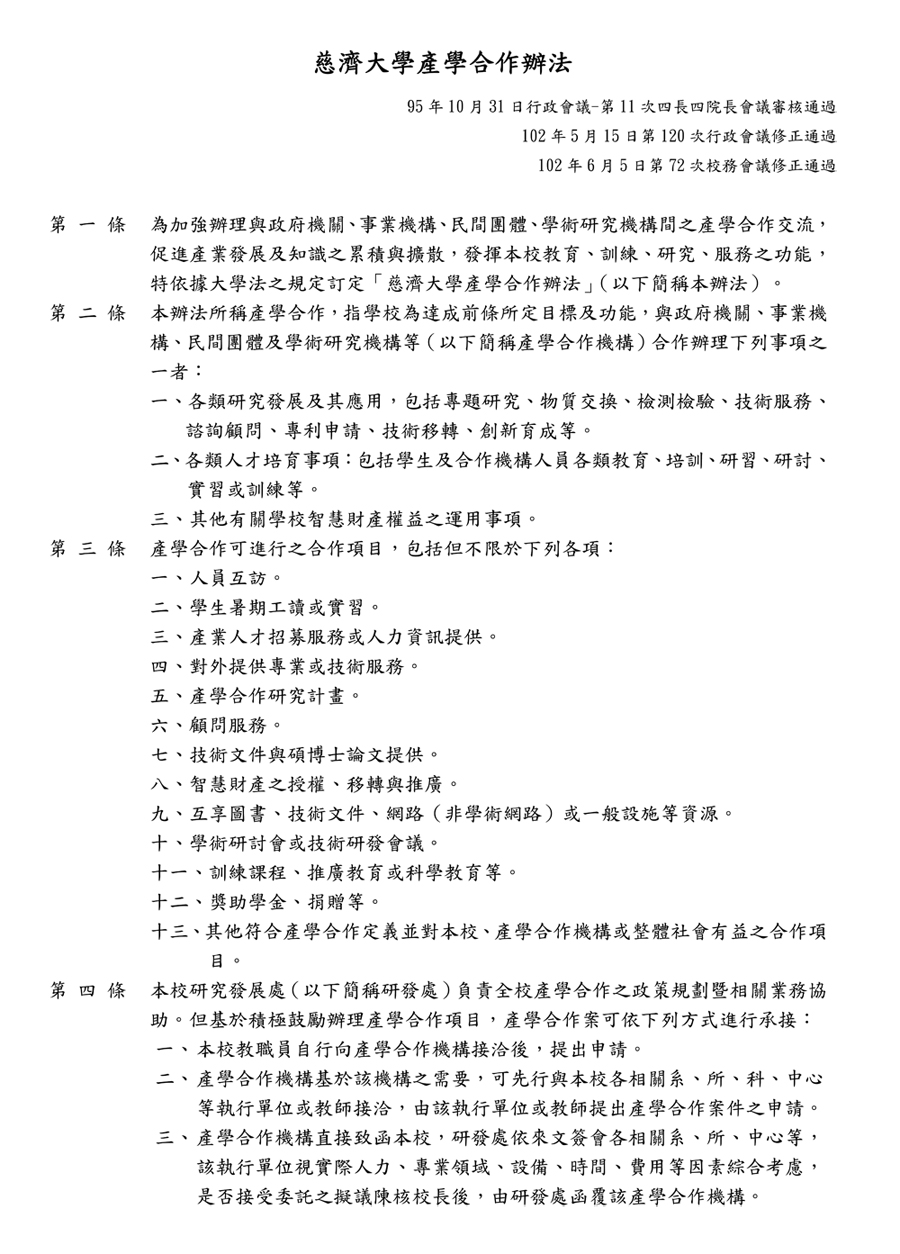 慈濟大學產學合作辦法
95 年 10 月 31 日行政會議-第 11 次四長四院長會議審核通過
102 年 5 月 15 日第 120 次行政會議修正通過
102 年 6 月 5 日第 72 次校務會議修正通過
第 一 條 為加強辦理與政府機關、事業機構、民間團體、學術研究機構間之產學合作交流，
促進產業發展及知識之累積與擴散，發揮本校教育、訓練、研究、服務之功能，
特依據大學法之規定訂定「慈濟大學產學合作辦法」（以下簡稱本辦法）。
第 二 條 本辦法所稱產學合作，指學校為達成前條所定目標及功能，與政府機關、事業機
構、民間團體及學術研究機構等（以下簡稱產學合作機構）合作辦理下列事項之
一者：
一、各類研究發展及其應用，包括專題研究、物質交換、檢測檢驗、技術服務、
諮詢顧問、專利申請、技術移轉、創新育成等。
二、各類人才培育事項：包括學生及合作機構人員各類教育、培訓、研習、研討、
實習或訓練等。
三、其他有關學校智慧財產權益之運用事項。
第 三 條 產學合作可進行之合作項目，包括但不限於下列各項：
一、人員互訪。
二、學生暑期工讀或實習。
三、產業人才招募服務或人力資訊提供。
四、對外提供專業或技術服務。
五、產學合作研究計畫。
六、顧問服務。
七、技術文件與碩博士論文提供。
八、智慧財產之授權、移轉與推廣。
九、互享圖書、技術文件、網路（非學術網路）或一般設施等資源。
十、學術研討會或技術研發會議。
十一、訓練課程、推廣教育或科學教育等。
十二、獎助學金、捐贈等。
十三、其他符合產學合作定義並對本校、產學合作機構或整體社會有益之合作項
目。
第 四 條 本校研究發展處（以下簡稱研發處）負責全校產學合作之政策規劃暨相關業務協
助。但基於積極鼓勵辦理產學合作項目，產學合作案可依下列方式進行承接：
一、本校教職員自行向產學合作機構接洽後，提出申請。
二、產學合作機構基於該機構之需要，可先行與本校各相關系、所、科、中心
等執行單位或教師接洽，由該執行單位或教師提出產學合作案件之申請。
三、產學合作機構直接致函本校，研發處依來文簽會各相關系、所、中心等，
該執行單位視實際人力、專業領域、設備、時間、費用等因素綜合考慮，
是否接受委託之擬議陳核校長後，由研發處函覆該產學合作機構。